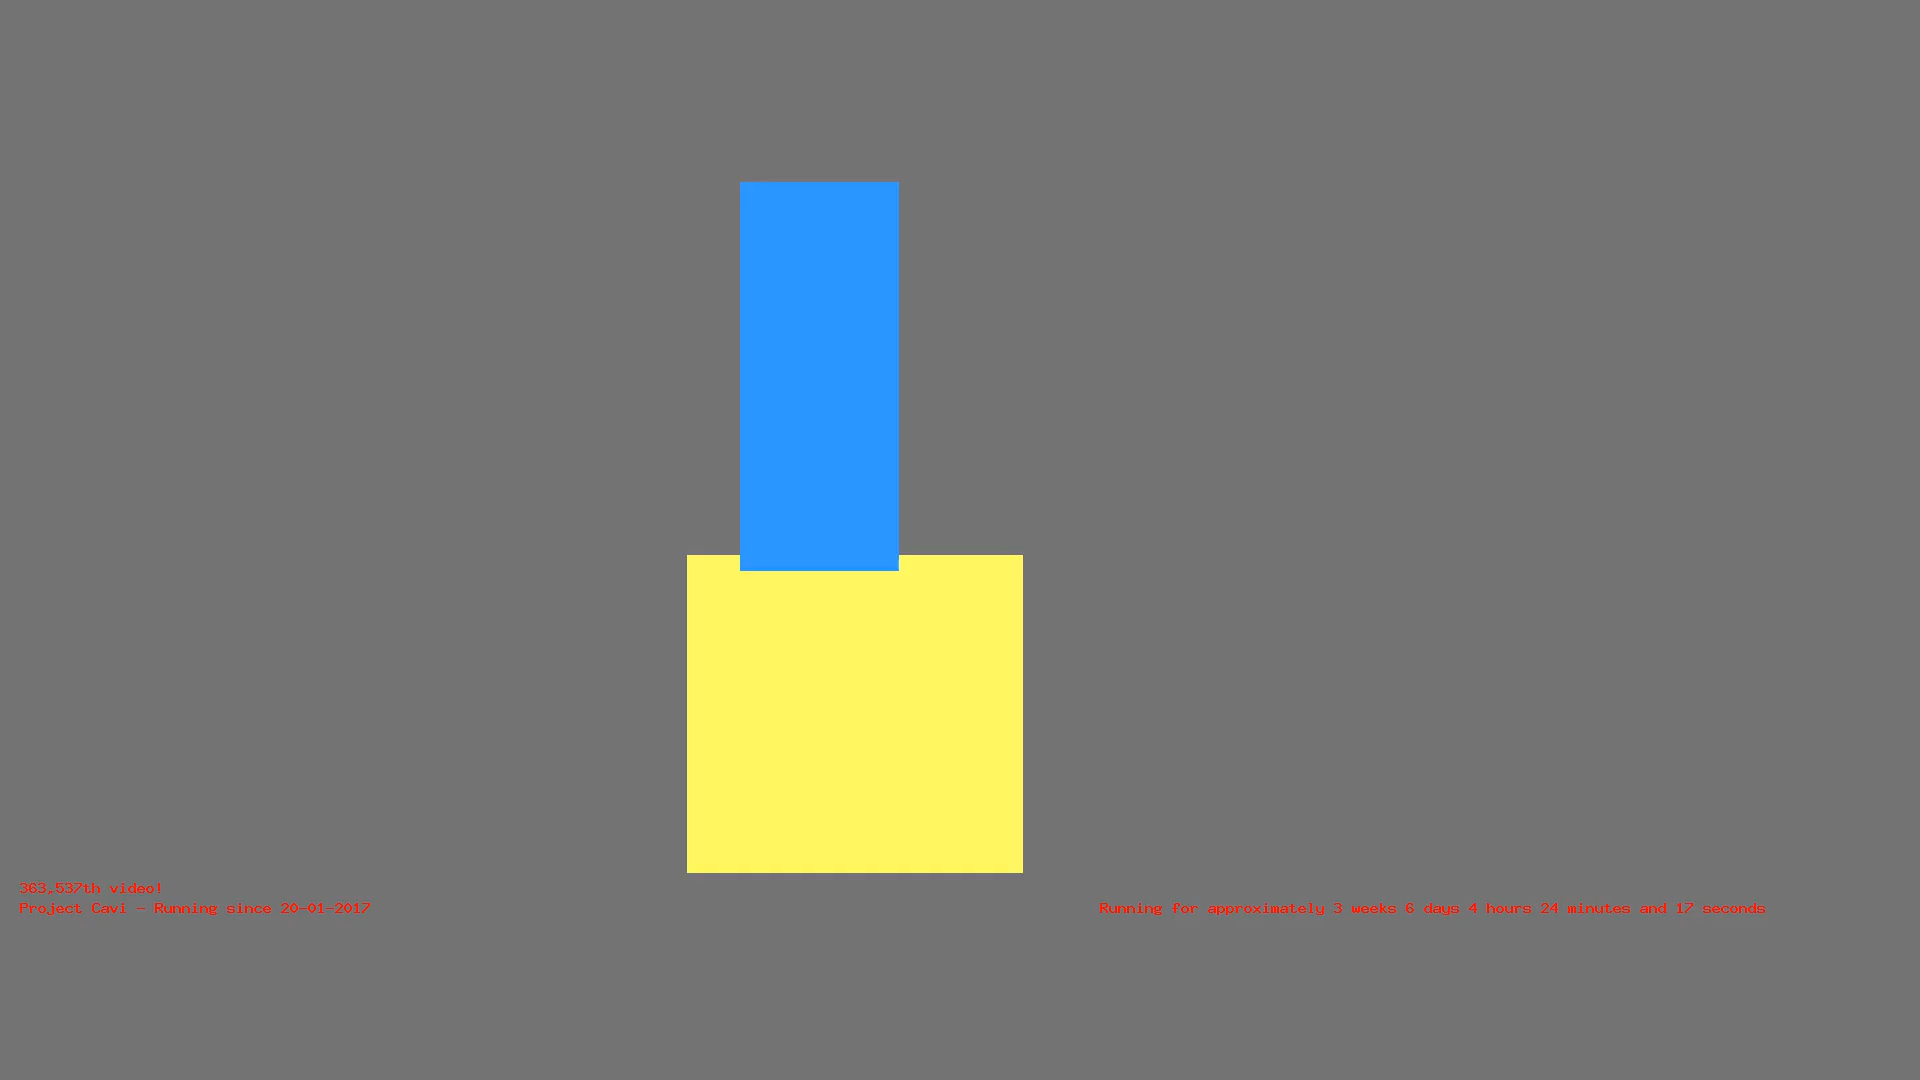 363,537th video!
Project Cavi - Running since 20-01-2017
Running for approximately 3 weeks 6 days 4 hours 24 minutes and 17 seconds